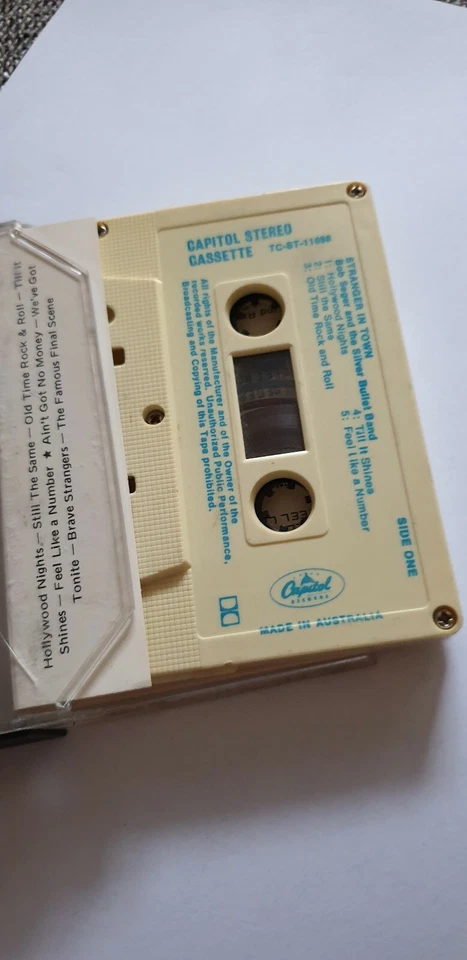 Hollywood Nights — Still The Same — Old Time Rock & Roll — Till It
Shines — Feel Like a Number ★ Ain't Got No Money — We've Got
Tonite — Brave Strangers — The Famous Final Scene
SIDE ONE
STRANGER IN TOWN
Bob Seger and the Silver Bullet Band
1: Hollywood Nights
2: Still the Same
3: Old Time Rock and Roll
4: Till It Shines
5: Feel Like a Number
CAPITOL STEREO
CASSETTE TC-ST-11698
All rights of the Manufacturer and of the Owner of the
recorded works reserved. Unauthorized Public Performance,
Broadcasting and Copying of this Tape prohibited.
Capitol
RECORDS
MADE IN AUSTRALIA